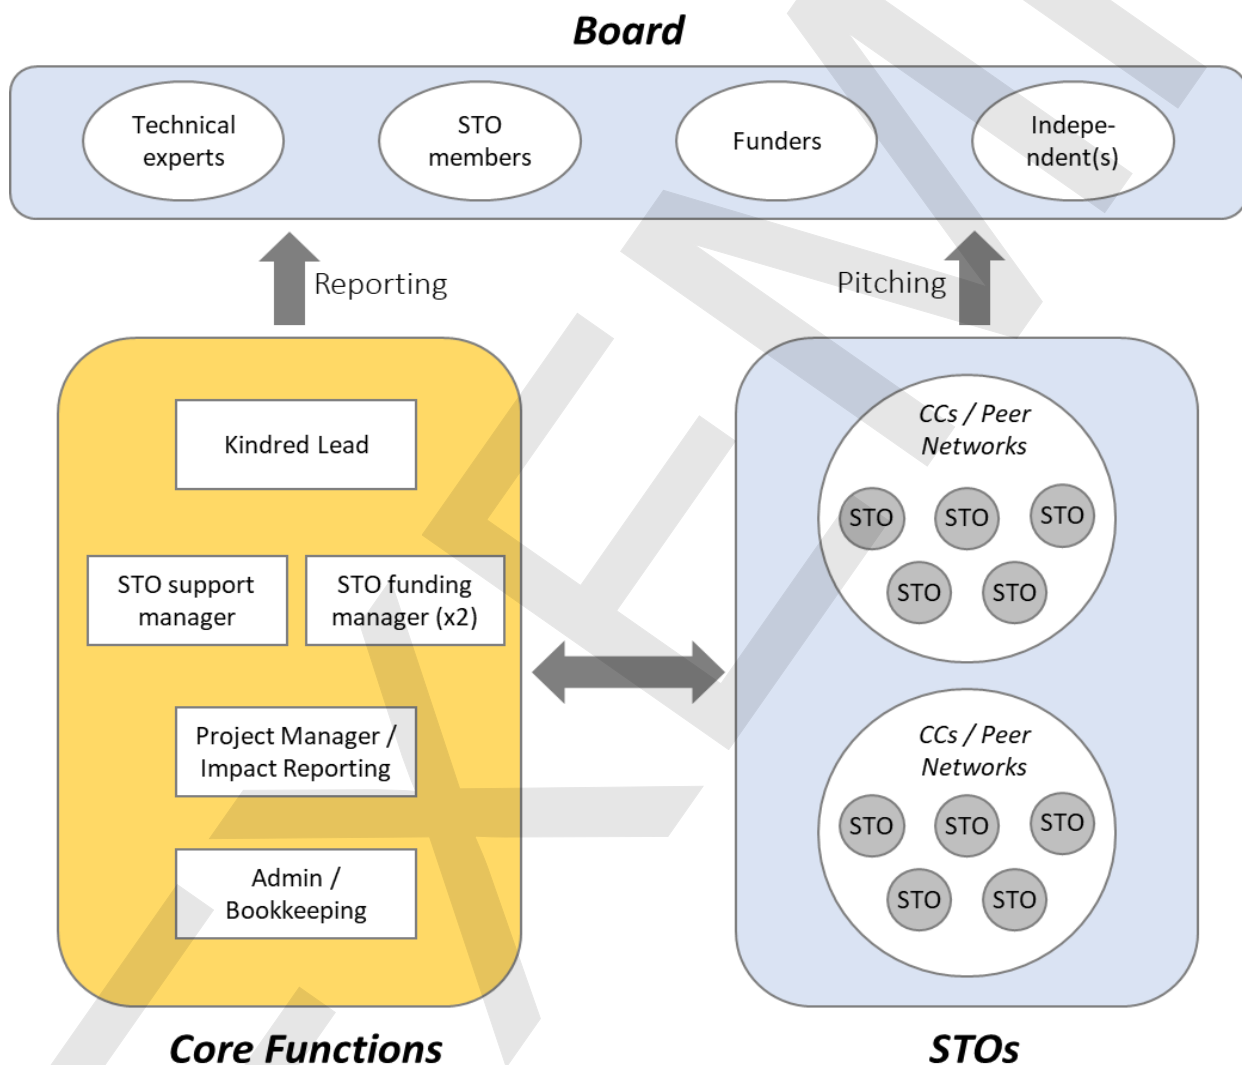 Board
Technical
experts
STO
members
Funders
Indepe-
ndent(s)
Reporting
Pitching
Kindred Lead
STO support
manager
STO funding
manager (x2)
Project Manager /
Impact Reporting
Admin /
Bookkeeping
CCs / Peer
Networks
STO
STO
STO
STO
STO
CCs / Peer
Networks
STO
STO
STO
STO
STO
Core Functions
STOs